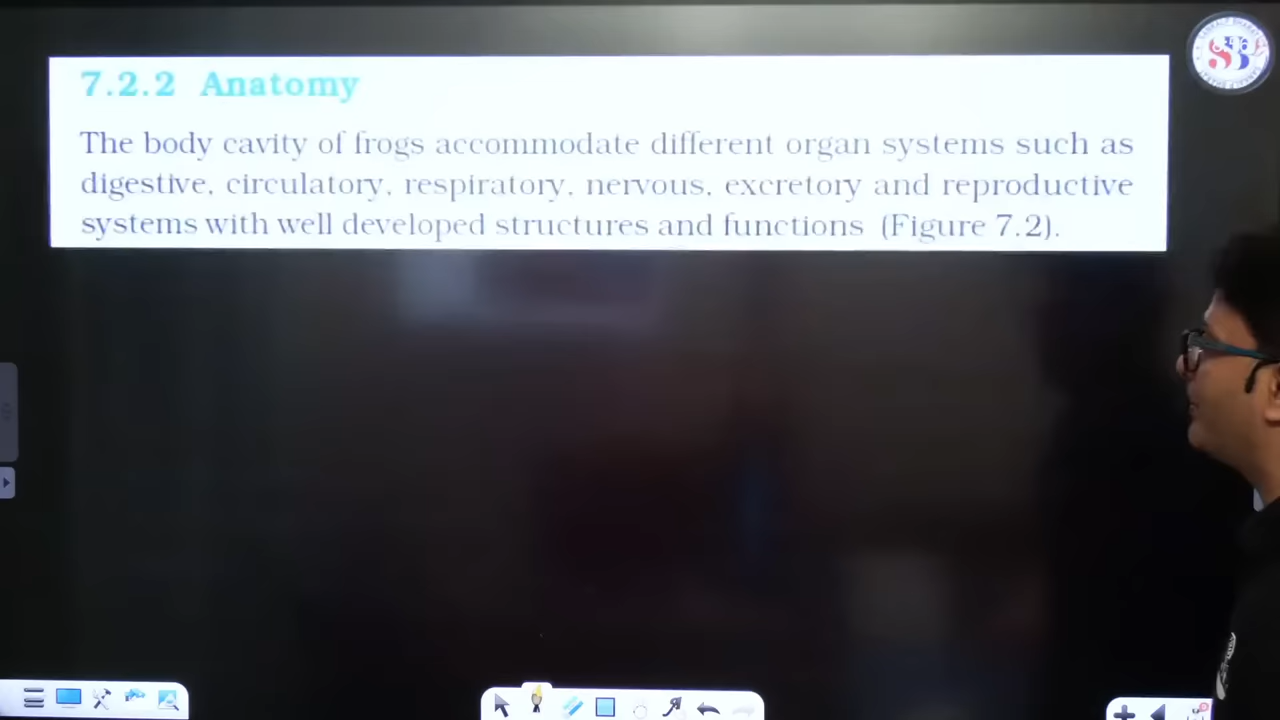 7.2.2 Anatomy
The body cavity of frogs accommodate different organ systems such as
digestive, circulatory, respiratory, nervous, excretory and reproductive
systems with well developed structures and functions (Figure 7.2).